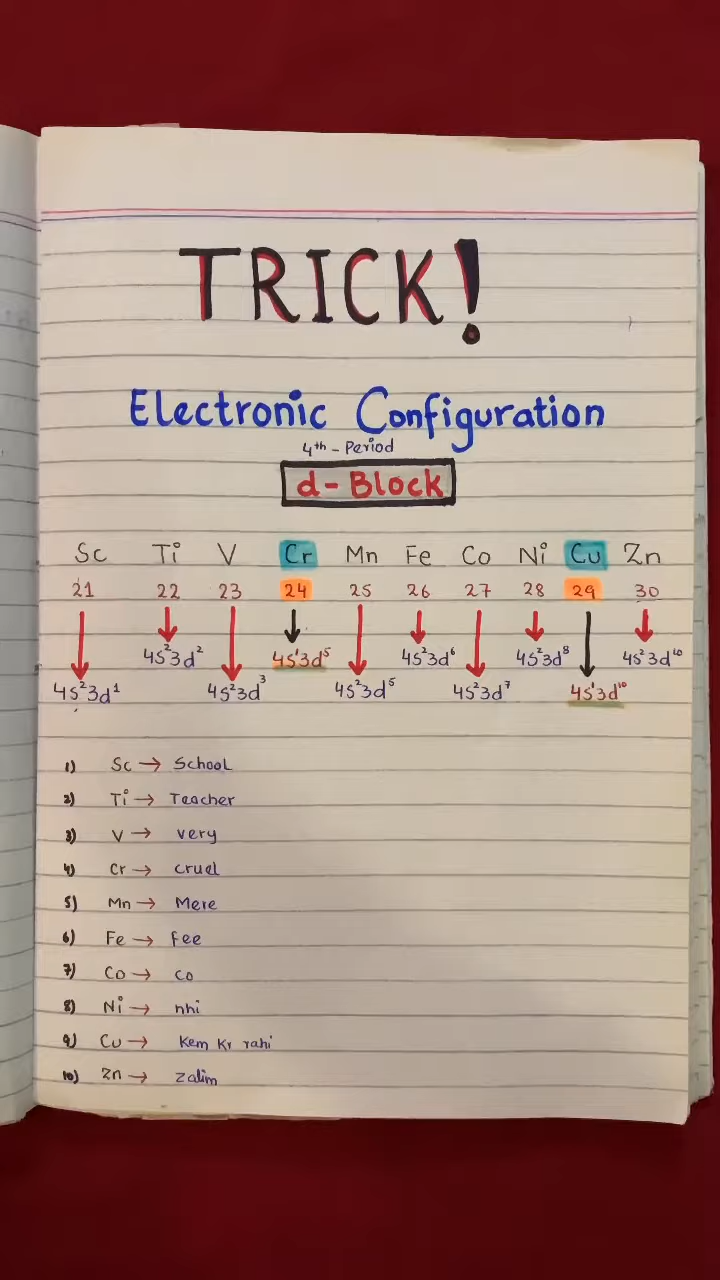 TRICK!
Electronic Configuration
4th - Period
d - Block
Sc Ti V Cr Mn Fe Co Ni Cu Zn
21 22 23 24 25 26 27 28 29 30
4s²3d² 4s¹3d⁵ 4s²3d⁶ 4s²3d⁸ 4s²3d¹⁰
4s²3d¹ 4s²3d³ 4s²3d⁵ 4s²3d⁷ 4s¹3d¹⁰
1) Sc → School
2) Ti → Teacher
3) V → very
4) Cr → cruel
5) Mn → Mere
6) Fe → fee
7) Co → co
8) Ni → nhi
9) Cu → Kem Kr rahi
10) Zn → zalim